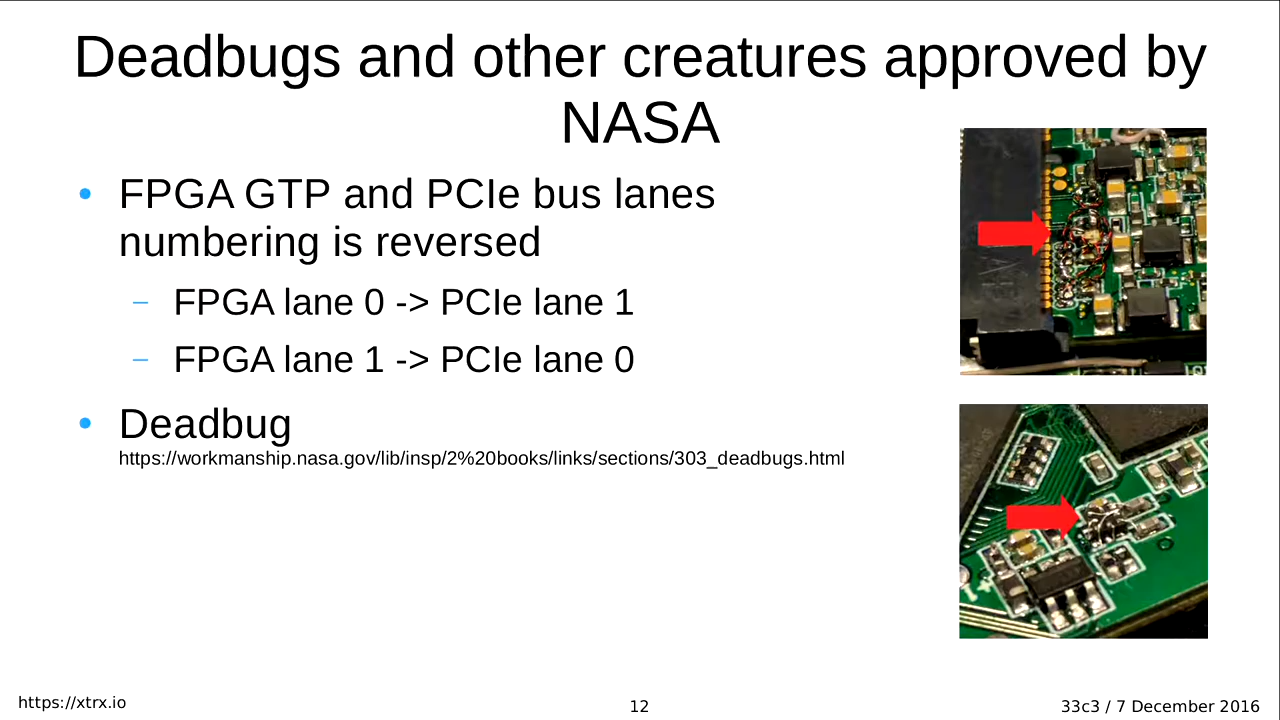 Deadbugs and other creatures approved by
NASA
• FPGA GTP and PCIe bus lanes
numbering is reversed
– FPGA lane 0 -> PCIe lane 1
– FPGA lane 1 -> PCIe lane 0
• Deadbug
https://workmanship.nasa.gov/lib/insp/2%20books/links/sections/303_deadbugs.html
https://xtrx.io
12
33c3 / 7 December 2016